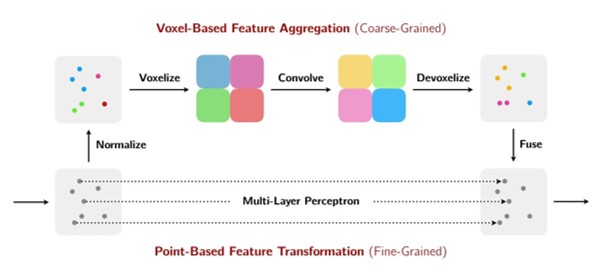 Voxel-Based Feature Aggregation (Coarse-Grained)
Voxelize
Convolve
Devoxelize
Normalize
Fuse
Multi-Layer Perceptron
Point-Based Feature Transformation (Fine-Grained)